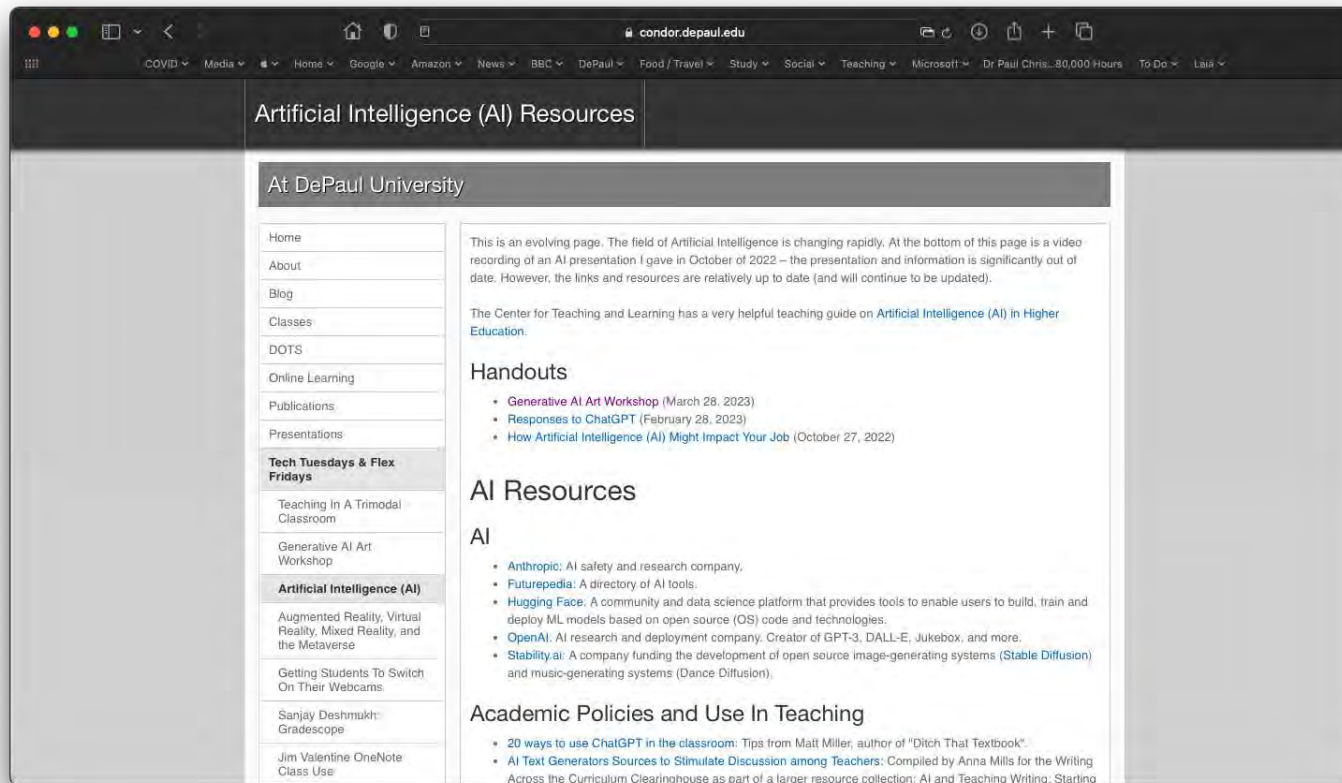 condor.depaul.edu
COVID Media Home Google Amazon News BBC DePaul Food / Travel Study Social Teaching Microsoft Dr Paul Chris...80,000 Hours To Do Laia
Artificial Intelligence (AI) Resources
At DePaul University
Home
About
Blog
Classes
DOTS
Online Learning
Publications
Presentations
Tech Tuesdays & Flex
Fridays
Teaching In A Trimodal
Classroom
Generative AI Art
Workshop
Artificial Intelligence (AI)
Augmented Reality, Virtual
Reality, Mixed Reality, and
the Metaverse
Getting Students To Switch
On Their Webcams
Sanjay Deshmukh:
Gradescope
Jim Valentine OneNote
Class Use
This is an evolving page. The field of Artificial Intelligence is changing rapidly. At the bottom of this page is a video
recording of an AI presentation I gave in October of 2022 – the presentation and information is significantly out of
date. However, the links and resources are relatively up to date (and will continue to be updated).
The Center for Teaching and Learning has a very helpful teaching guide on Artificial Intelligence (AI) in Higher
Education.
Handouts
• Generative AI Art Workshop (March 28, 2023)
• Responses to ChatGPT (February 28, 2023)
• How Artificial Intelligence (AI) Might Impact Your Job (October 27, 2022)
AI Resources
AI
• Anthropic: AI safety and research company.
• Futurepedia: A directory of AI tools.
• Hugging Face: A community and data science platform that provides tools to enable users to build, train and
deploy ML models based on open source (OS) code and technologies.
• OpenAI: AI research and deployment company. Creator of GPT-3, DALL-E, Jukebox, and more.
• Stability.ai: A company funding the development of open source image-generating systems (Stable Diffusion)
and music-generating systems (Dance Diffusion).
Academic Policies and Use In Teaching
• 20 ways to use ChatGPT in the classroom: Tips from Matt Miller, author of "Ditch That Textbook".
• AI Text Generators Sources to Stimulate Discussion among Teachers: Compiled by Anna Mills for the Writing
Across the Curriculum Clearinghouse as part of a larger resource collection: AI and Teaching Writing: Starting